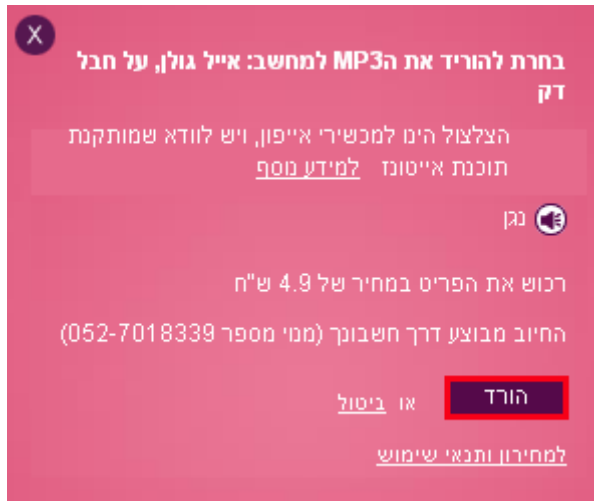 X
בחרת להוריד את הMP3 למחשב: אייל גולן, על חבל
דק
הצלצול הינו למכשירי אייפון, ויש לוודא שמותקנת
תוכנת אייטונז למידע נוסף
נגן
רכוש את הפריט במחיר של 4.9 ש"ח
החיוב מבוצע דרך חשבונך (מנוי מספר 052-7018339)
הורד או ביטול
למחירון ותנאי שימוש